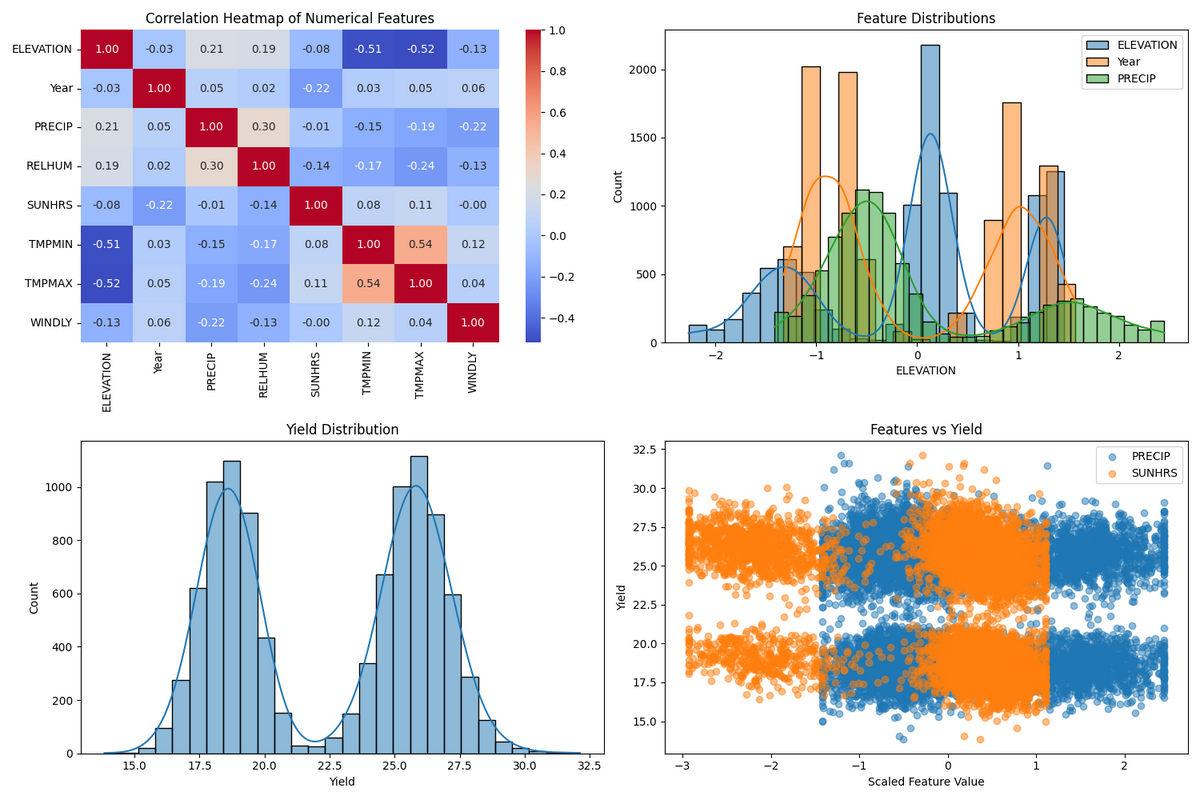 Correlation Heatmap of Numerical Features
ELEVATION 1.00 -0.03 0.21 0.19 -0.08 -0.51 -0.52 -0.13
Year -0.03 1.00 0.05 0.02 -0.22 0.03 0.05 0.06
PRECIP 0.21 0.05 1.00 0.30 -0.01 -0.15 -0.19 -0.22
RELHUM 0.19 0.02 0.30 1.00 -0.14 -0.17 -0.24 -0.13
SUNHRS -0.08 -0.22 -0.01 -0.14 1.00 0.08 0.11 -0.00
TMPMIN -0.51 0.03 -0.15 -0.17 0.08 1.00 0.54 0.12
TMPMAX -0.52 0.05 -0.19 -0.24 0.11 0.54 1.00 0.04
WINDLY -0.13 0.06 -0.22 -0.13 -0.00 0.12 0.04 1.00
ELEVATION Year PRECIP RELHUM SUNHRS TMPMIN TMPMAX WINDLY
1.0
0.8
0.6
0.4
0.2
0.0
−0.2
−0.4
Feature Distributions
ELEVATION
Year
PRECIP
Count
2000
1500
1000
500
0
−2 −1 0 1 2
ELEVATION
Yield Distribution
Count
1000
800
600
400
200
0
15.0 17.5 20.0 22.5 25.0 27.5 30.0 32.5
Yield
Features vs Yield
PRECIP
SUNHRS
Yield
32.5
30.0
27.5
25.0
22.5
20.0
17.5
15.0
−3 −2 −1 0 1 2
Scaled Feature Value